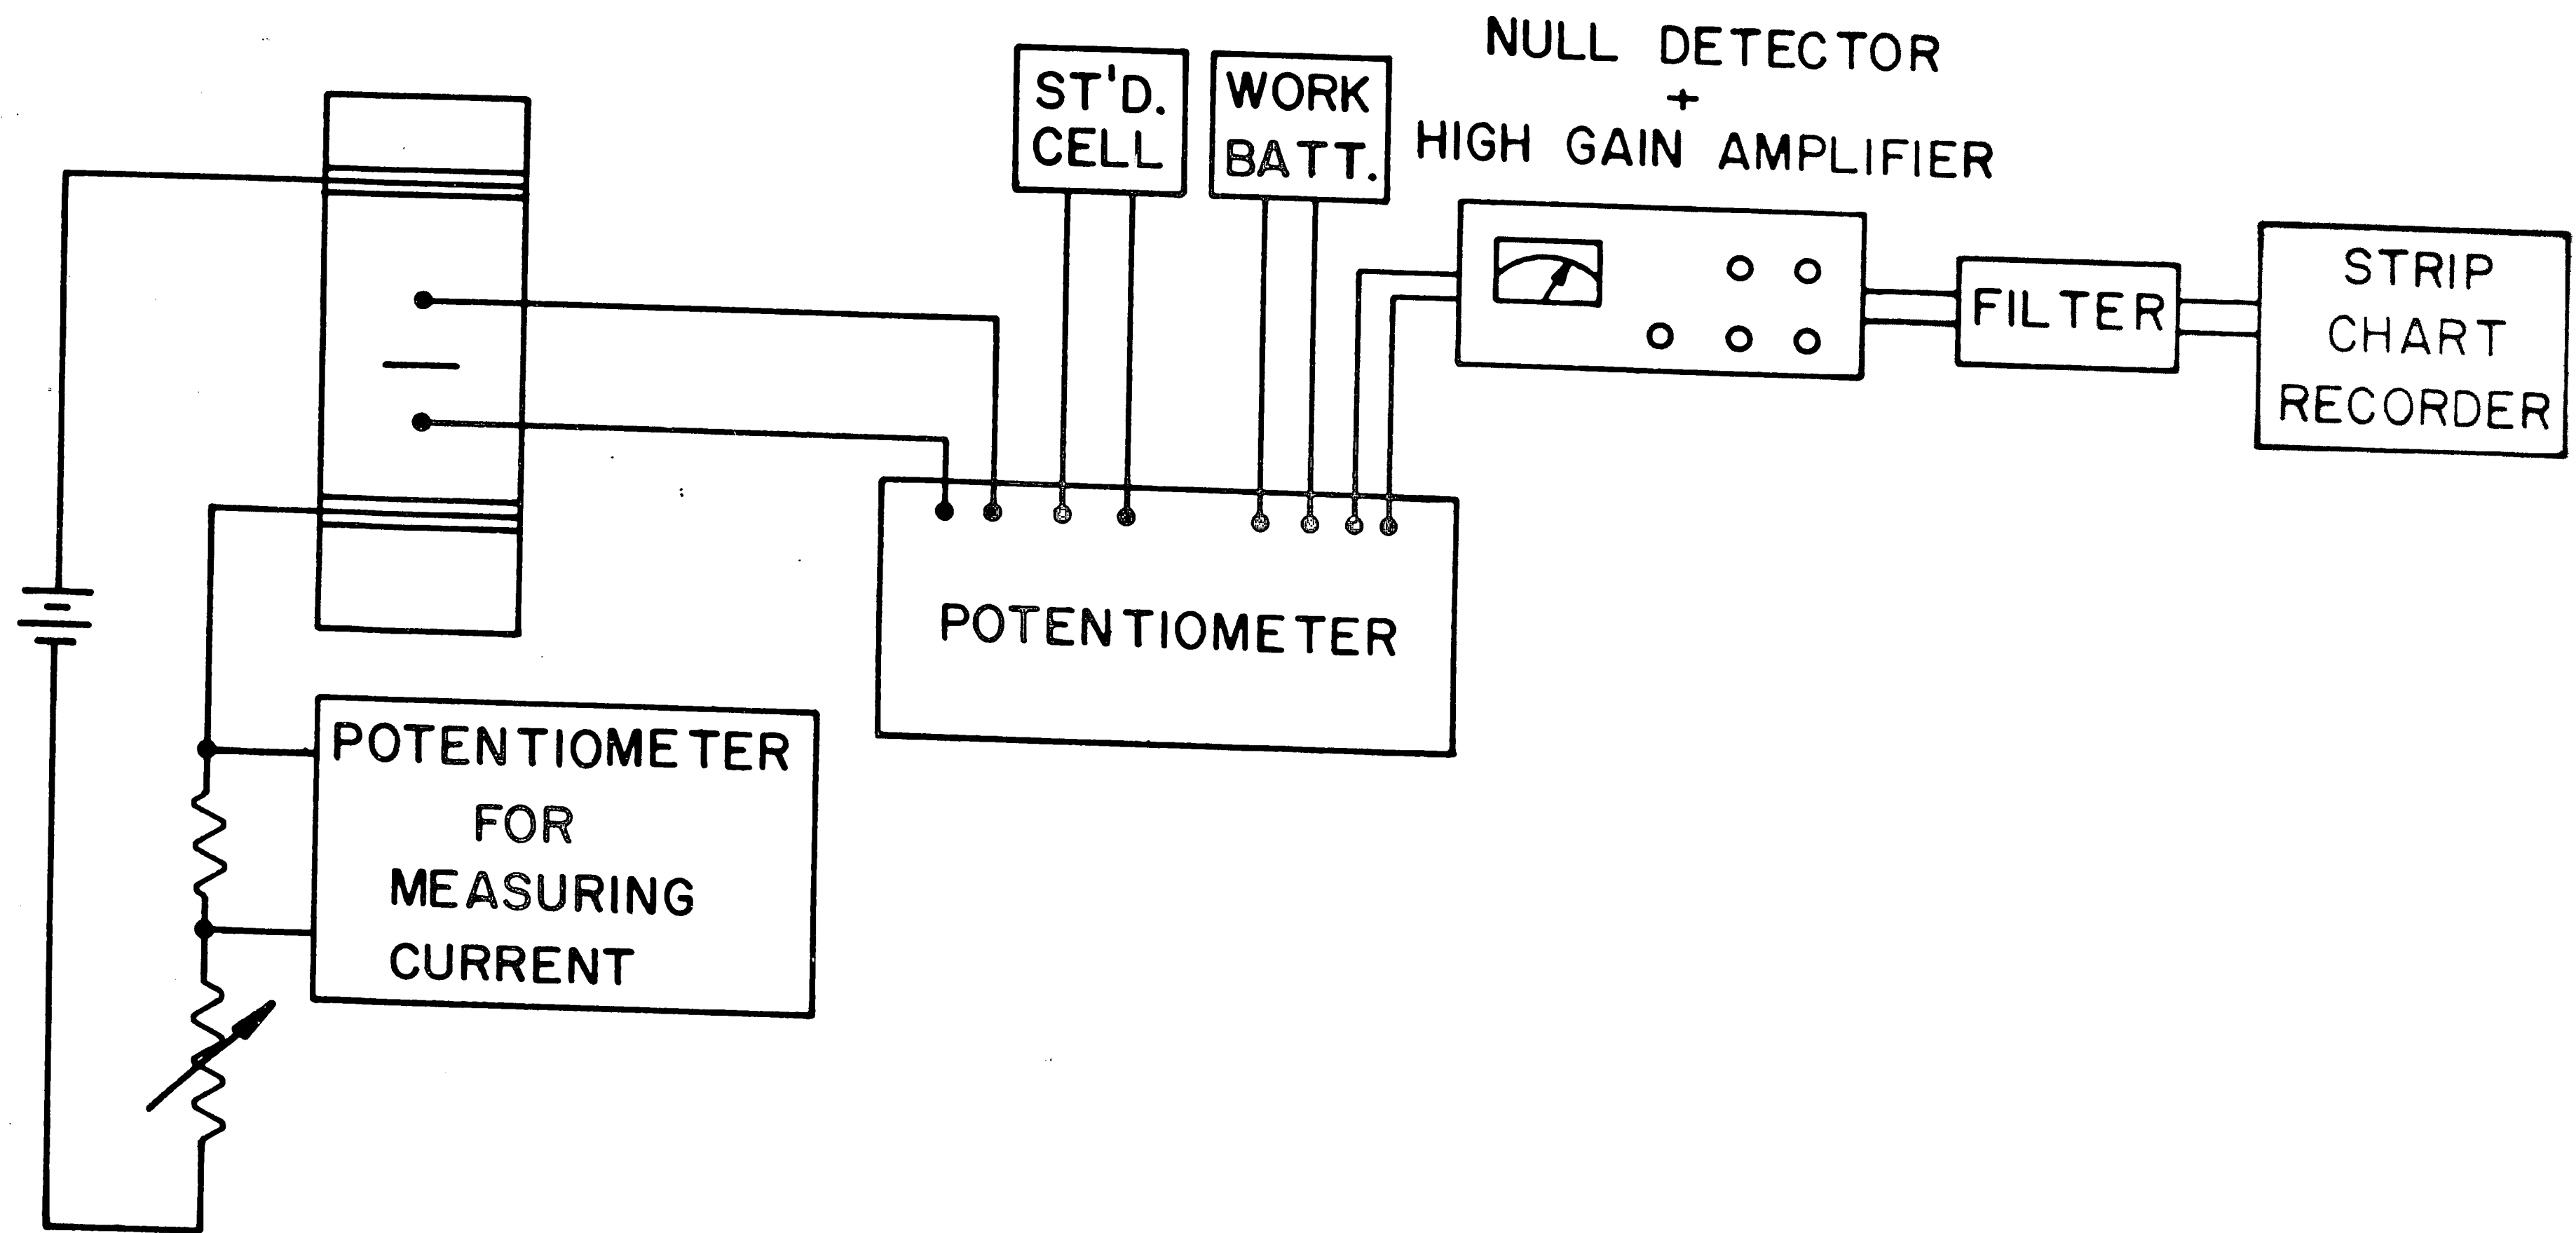 ST'D.
CELL
WORK
BATT.
NULL DETECTOR
+
HIGH GAIN AMPLIFIER
FILTER
STRIP
CHART
RECORDER
POTENTIOMETER
POTENTIOMETER
FOR
MEASURING
CURRENT